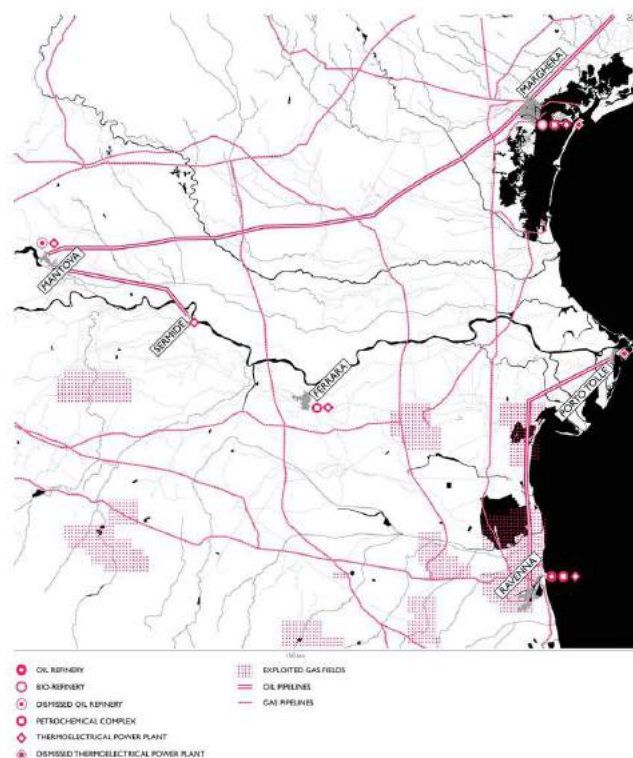 MARGHERA
MANTOVA
SERMIDE
FERRARA
PORTO TOLLE
RAVENNA
OIL REFINERY
BIO-REFINERY
DISMISSED OIL REFINERY
PETROCHEMICAL COMPLEX
THERMOELECTRICAL POWER PLANT
DISMISSED THERMOELECTRICAL POWER PLANT
EXPLOITED GAS FIELDS
OIL PIPELINES
GAS PIPELINES